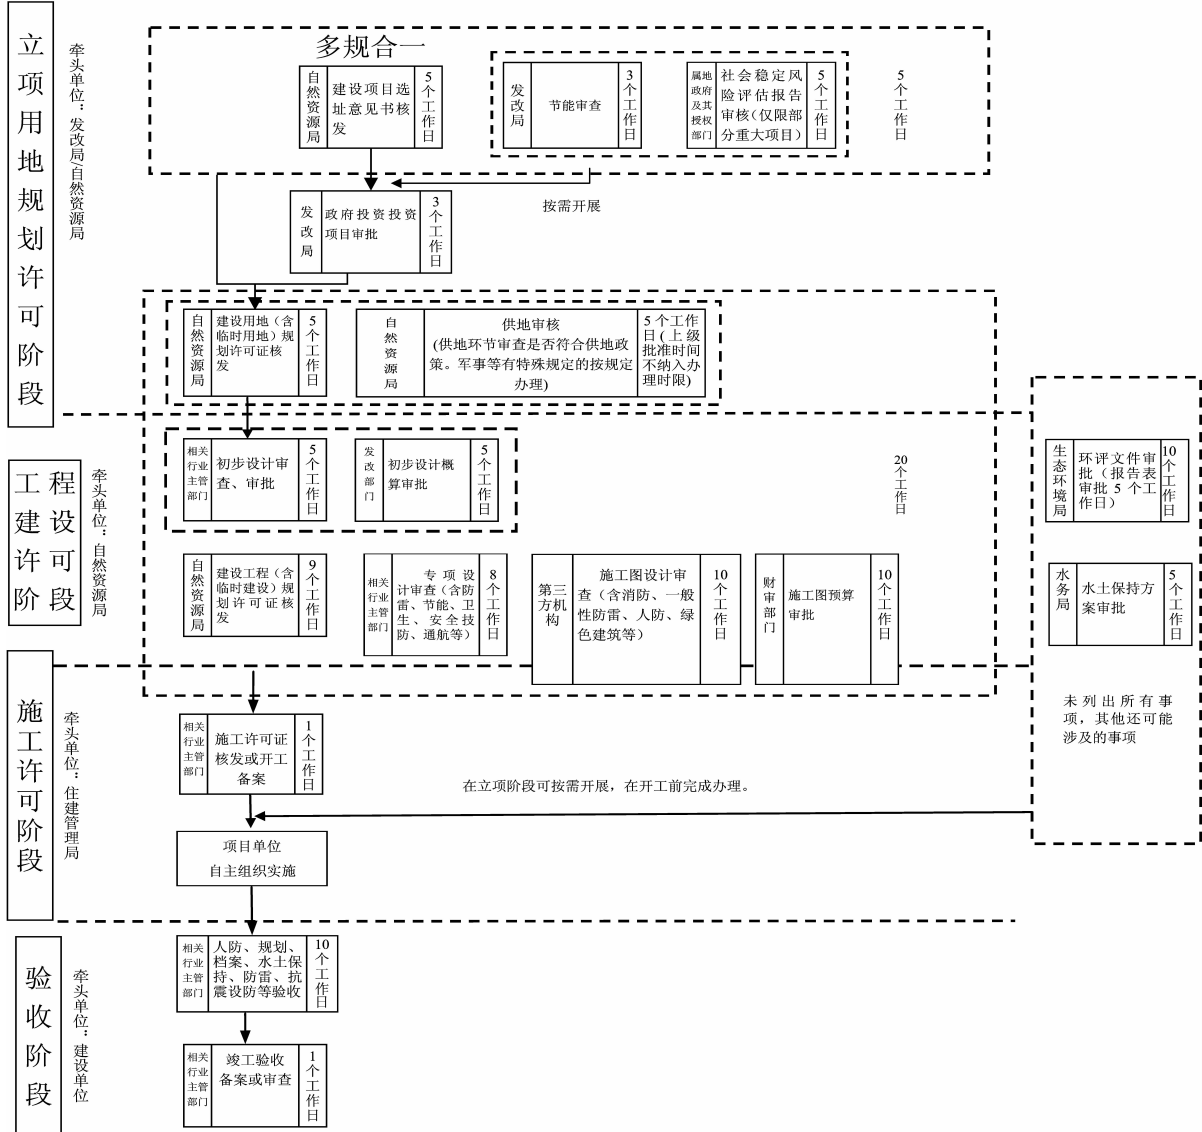 立项用地规划许可阶段
牵头单位：发改局/自然资源局
多规合一
自然资源局
建设项目选
址意见书核
发
5个工作日
发改局
节能审查
3个工作日
属地
政府
及其
授权
部门
社会稳定风
险评估报告
审核（仅限部
分重大项目）
5个工作日
5个工作日
发改局
政府投资投资
项目审批
3个工作日
按需开展
自然资源局
建设用地（含
临时用地）规
划许可证核
发
5个工作日
自然资源局
供地审核
(供地环节审查是否符合供地政
策。军事等有特殊规定的按规定
办理)
5个工作
日(上级
批准时间
不纳入办
理时限)
工程建设许可阶段
牵头单位：自然资源局
相关
行业
主管
部门
初步设计审
查、审批
5个工作日
发改部门
初步设计概
算审批
5个工作日
20个工作日
自然资源局
建设工程（含
临时建设）规
划许可证核
发
9个工作日
相关
行业
主管
部门
专项设
计审查（含防
雷、节能、卫
生、安全技
防、通航等）
8个工作日
第三方机构
施工图设计审
查（含消防、一般
性防雷、人防、绿
色建筑等）
10个工作日
财审部门
施工图预算
审批
10个工作日
生态环境局
环评文件审
批（报告表
审批5个工
作日）
10个工作日
水务局
水土保持方
案审批
5个工作日
未列出所有事
项，其他还可能
涉及的事项
施工许可阶段
牵头单位：住建管理局
相关
行业
主管
部门
施工许可证
核发或开工
备案
1个工作日
在立项阶段可按需开展，在开工前完成办理。
项目单位
自主组织实施
验收阶段
牵头单位：建设单位
相关
行业
主管
部门
人防、规划、
档案、水土保
持、防雷、抗
震设防等验收
10个工作日
相关
行业
主管
部门
竣工验收
备案或审查
1个工作日